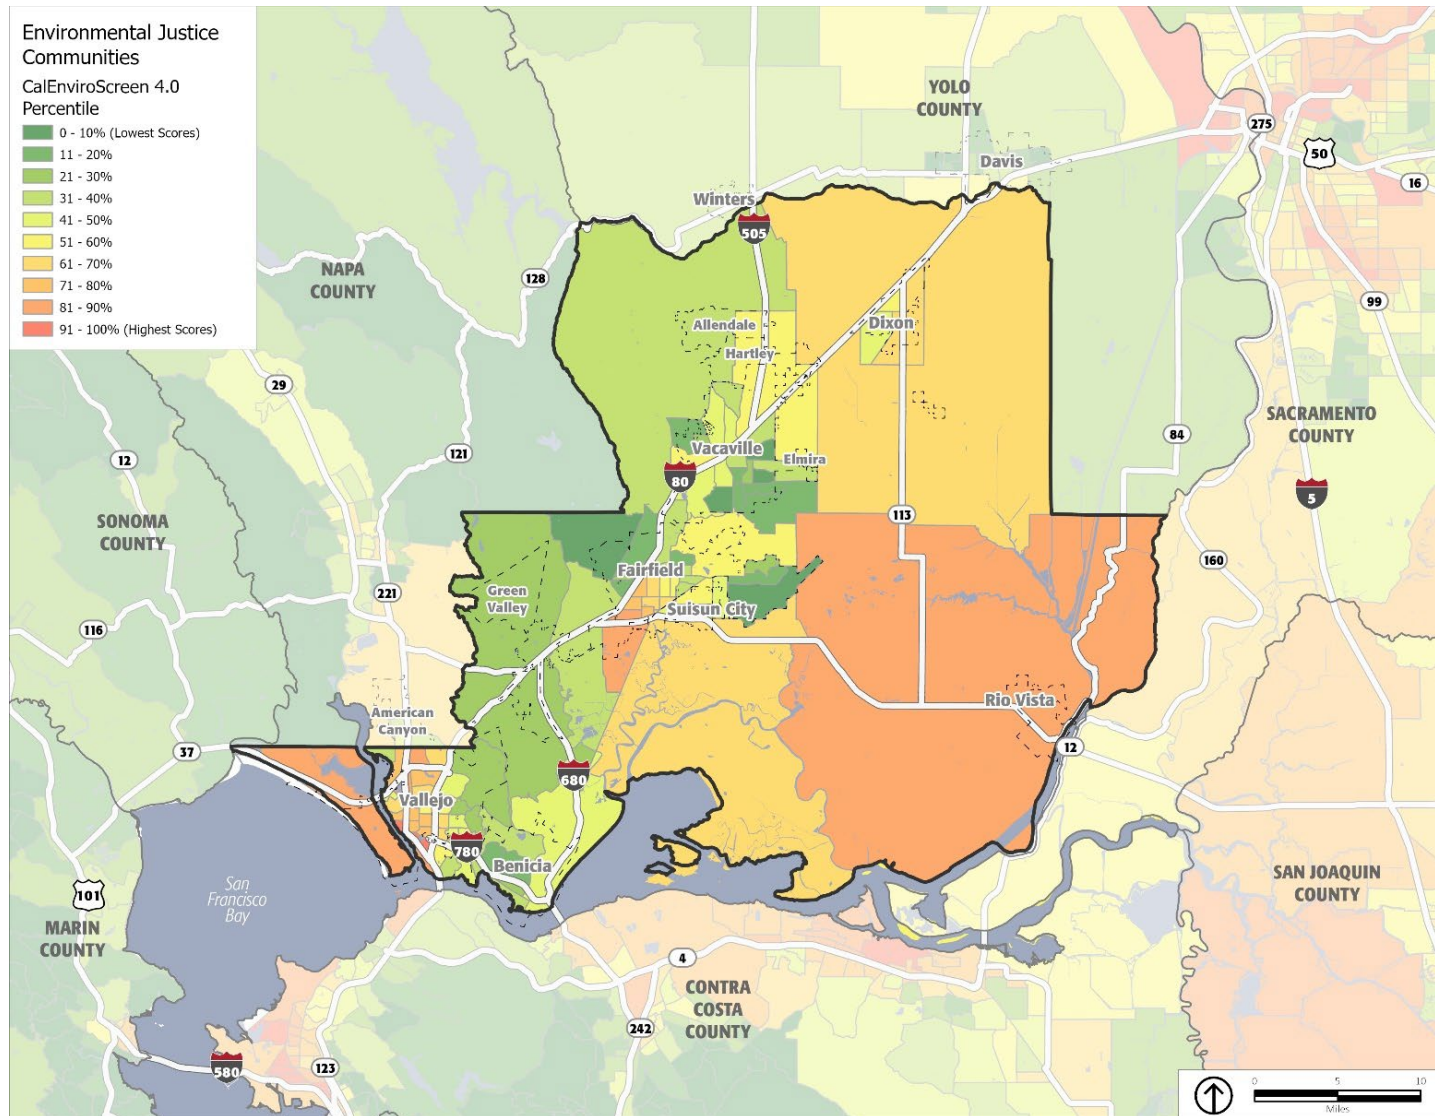 Environmental Justice
Communities
CalEnviroScreen 4.0
Percentile
0 - 10% (Lowest Scores)
11 - 20%
21 - 30%
31 - 40%
41 - 50%
51 - 60%
61 - 70%
71 - 80%
81 - 90%
91 - 100% (Highest Scores)
YOLO
COUNTY
275
50
Davis
16
Winters
505
NAPA
COUNTY
128
99
Allendale
Dixon
Hartley
29
SACRAMENTO
COUNTY
84
Vacaville
121
12
Elmira
80
5
SONOMA
COUNTY
113
160
Fairfield
221
Green
Valley
Suisun City
116
Rio Vista
American
Canyon
37
12
680
Vallejo
780
Benicia
San
Francisco
Bay
101
SAN JOAQUIN
COUNTY
MARIN
COUNTY
4
CONTRA
COSTA
COUNTY
242
580
123
0 5 10
Miles